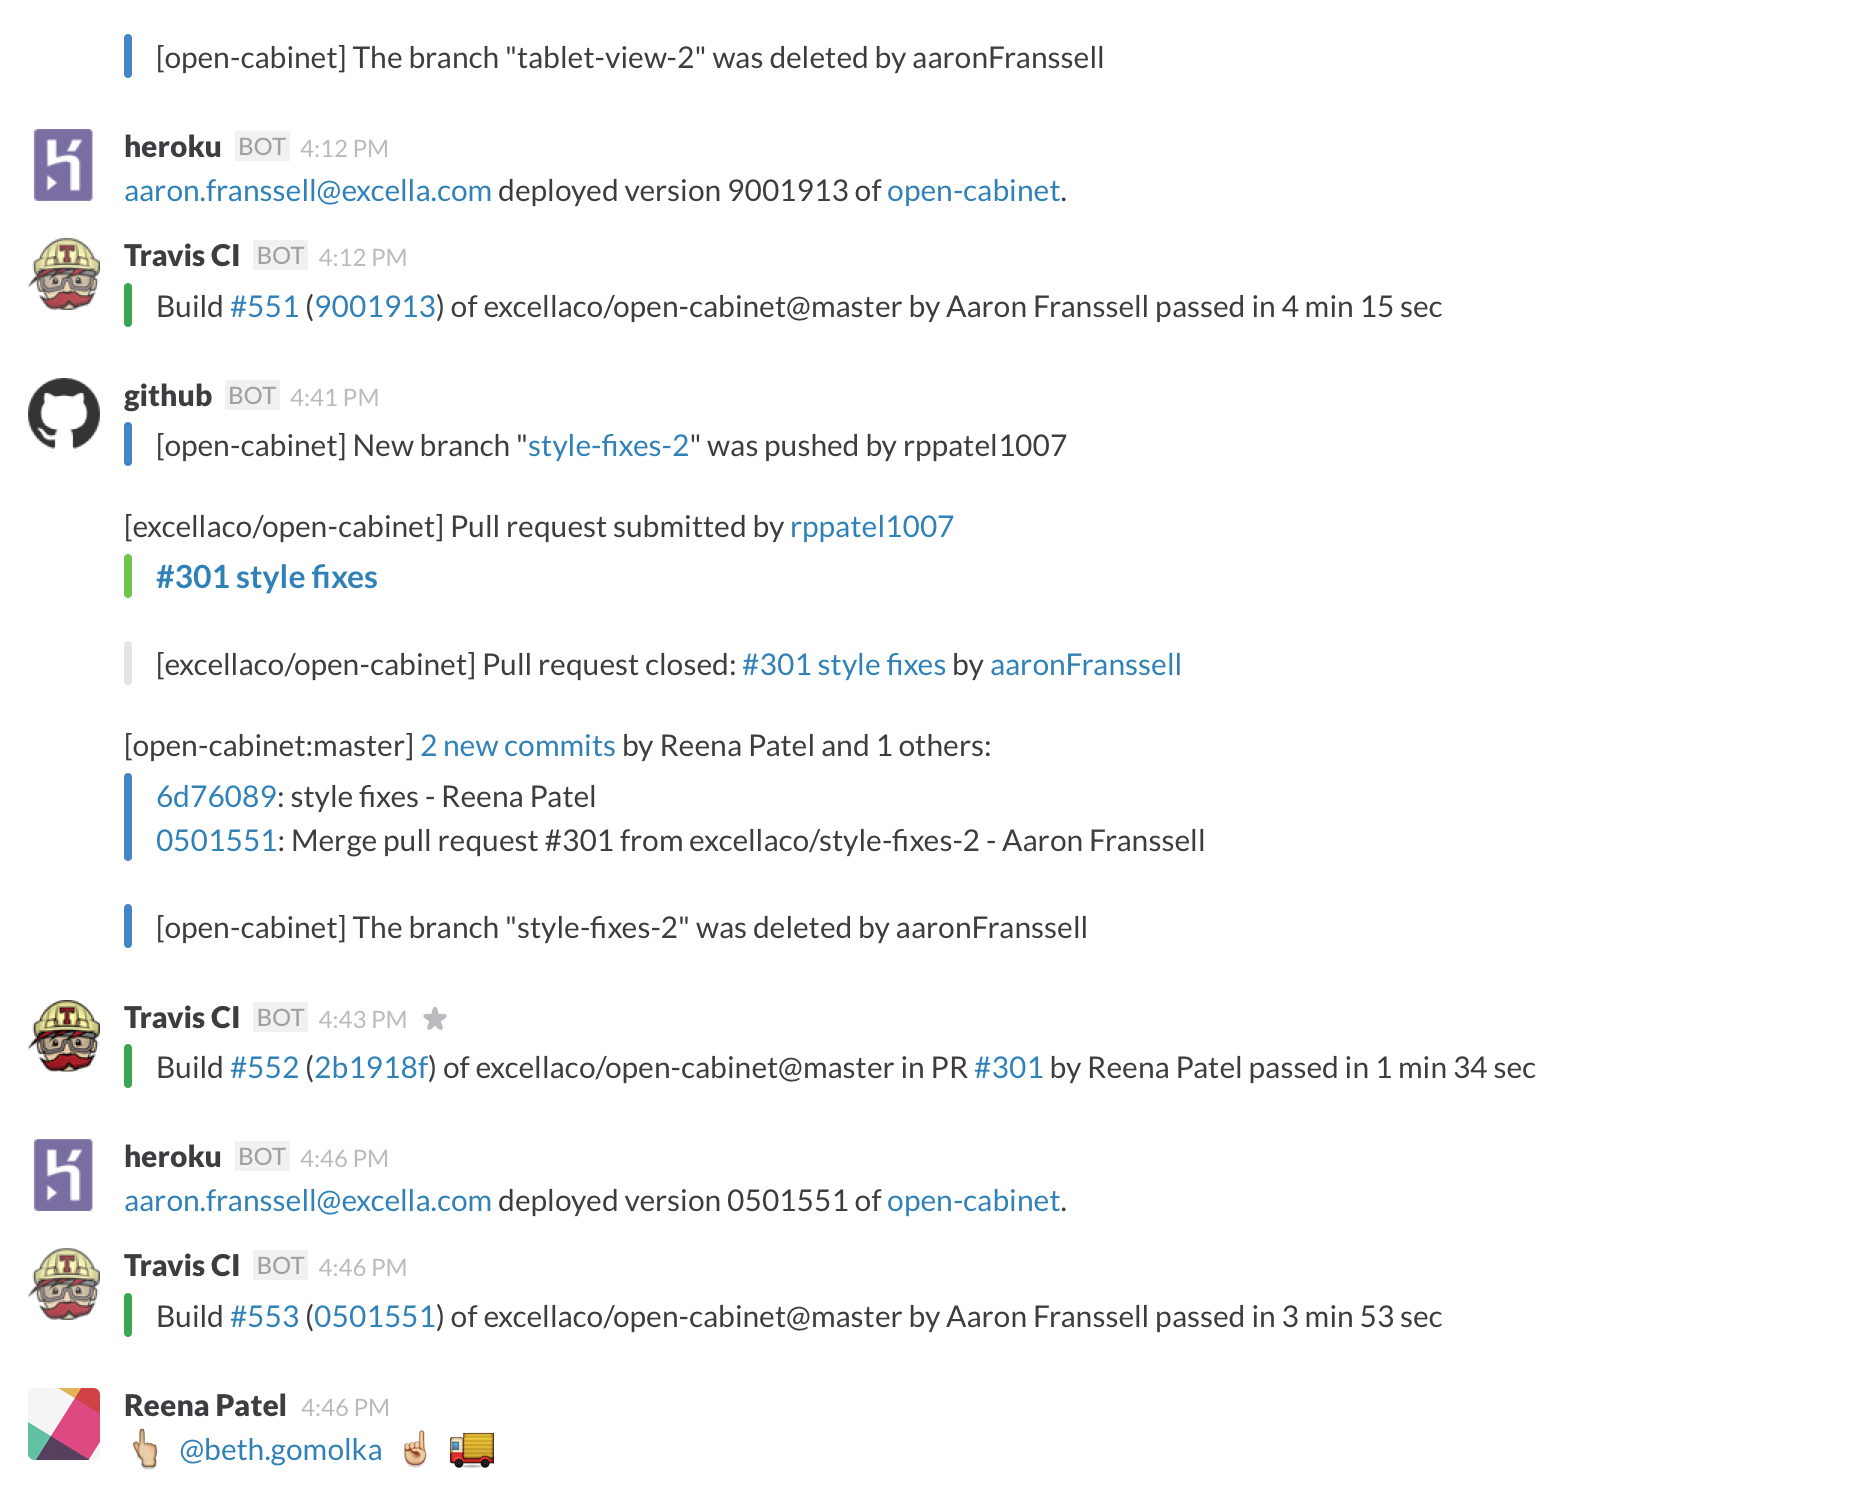 [open-cabinet] The branch "tablet-view-2" was deleted by aaronFranssell
heroku BOT 4:12 PM
aaron.franssell@excella.com deployed version 9001913 of open-cabinet.
Travis CI BOT 4:12 PM
Build #551 (9001913) of excellaco/open-cabinet@master by Aaron Franssell passed in 4 min 15 sec
github BOT 4:41 PM
[open-cabinet] New branch "style-fixes-2" was pushed by rppatel1007
[excellaco/open-cabinet] Pull request submitted by rppatel1007
#301 style fixes
[excellaco/open-cabinet] Pull request closed: #301 style fixes by aaronFranssell
[open-cabinet:master] 2 new commits by Reena Patel and 1 others:
6d76089: style fixes - Reena Patel
0501551: Merge pull request #301 from excellaco/style-fixes-2 - Aaron Franssell
[open-cabinet] The branch "style-fixes-2" was deleted by aaronFranssell
Travis CI BOT 4:43 PM
Build #552 (2b1918f) of excellaco/open-cabinet@master in PR #301 by Reena Patel passed in 1 min 34 sec
heroku BOT 4:46 PM
aaron.franssell@excella.com deployed version 0501551 of open-cabinet.
Travis CI BOT 4:46 PM
Build #553 (0501551) of excellaco/open-cabinet@master by Aaron Franssell passed in 3 min 53 sec
Reena Patel 4:46 PM
@beth.gomolka